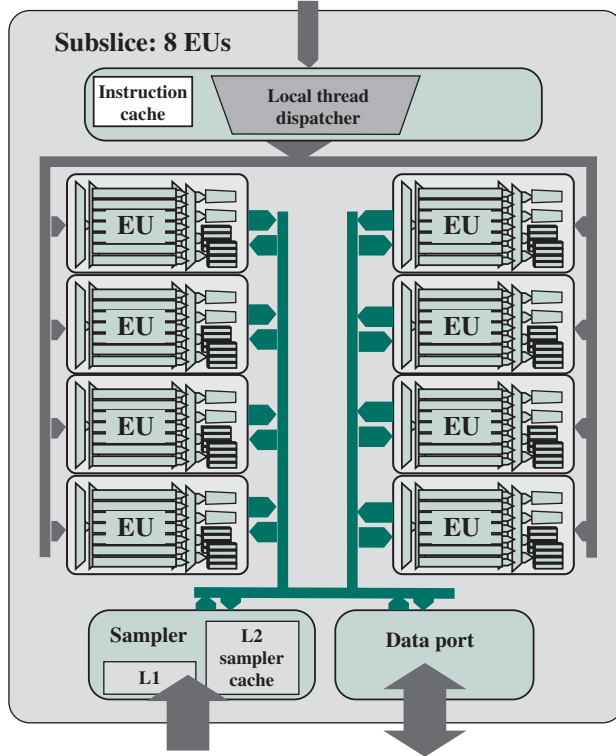 Subslice: 8 EUs
Instruction
cache
Local thread
dispatcher
EU
EU
EU
EU
EU
EU
EU
EU
Sampler
L1
L2
sampler
cache
Data port